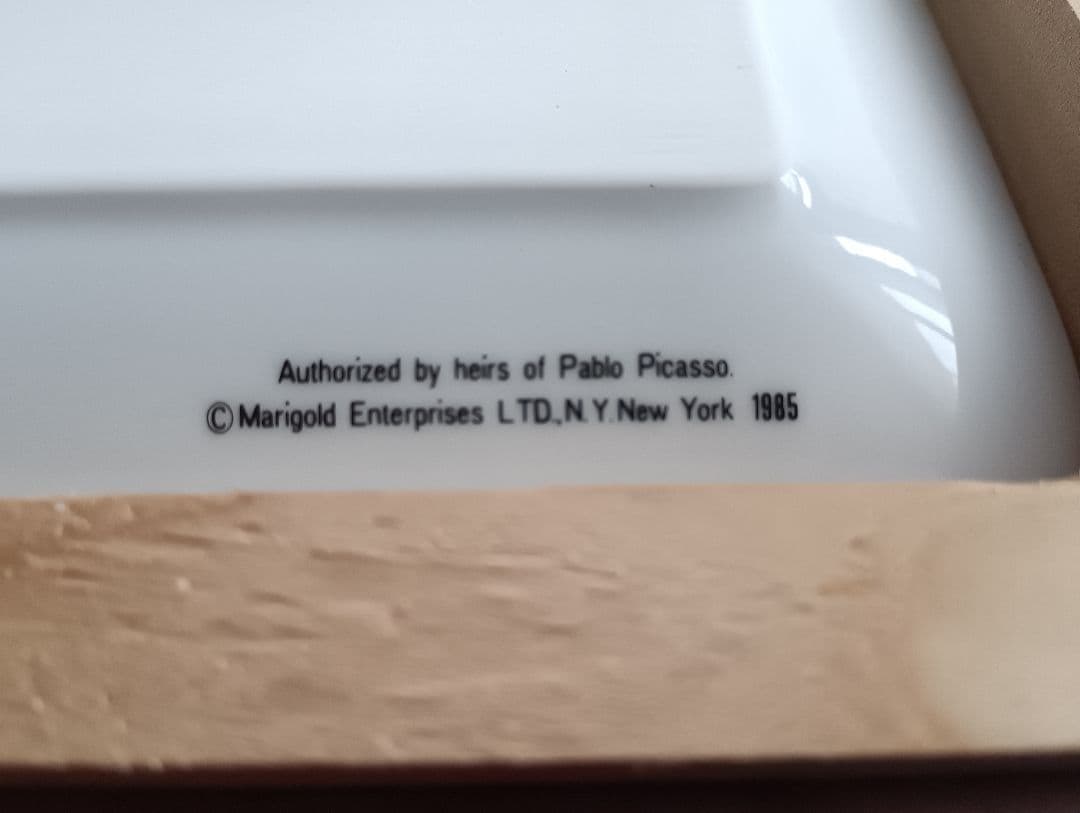 Authorized by heirs of Pablo Picasso.
© Marigold Enterprises LTD.,N.Y.New York 1985